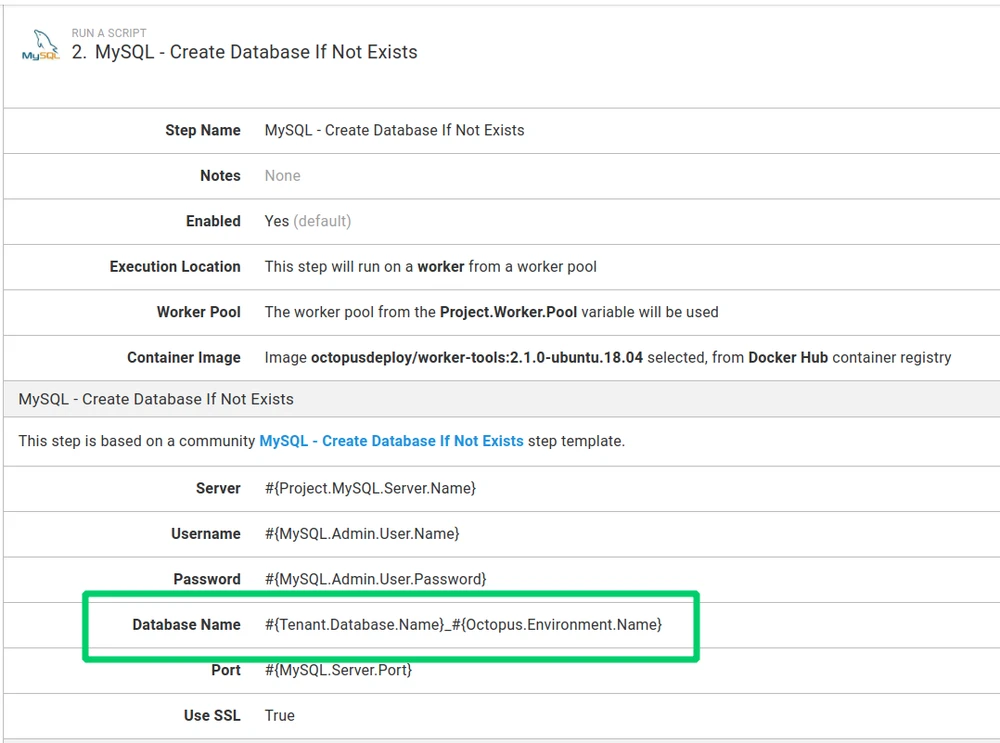 RUN A SCRIPT
MySQL
2. MySQL - Create Database If Not Exists
Step Name MySQL - Create Database If Not Exists
Notes None
Enabled Yes (default)
Execution Location This step will run on a worker from a worker pool
Worker Pool The worker pool from the Project.Worker.Pool variable will be used
Container Image Image octopusdeploy/worker-tools:2.1.0-ubuntu.18.04 selected, from Docker Hub container registry
MySQL - Create Database If Not Exists
This step is based on a community MySQL - Create Database If Not Exists step template.
Server #{Project.MySQL.Server.Name}
Username #{MySQL.Admin.User.Name}
Password #{MySQL.Admin.User.Password}
Database Name #{Tenant.Database.Name}_#{Octopus.Environment.Name}
Port #{MySQL.Server.Port}
Use SSL True